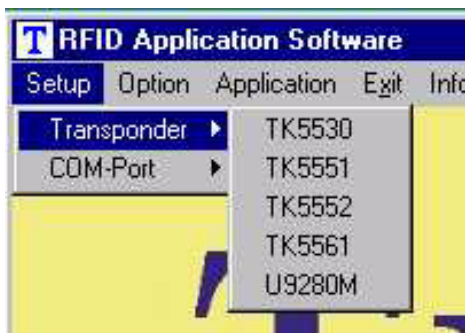 T RFID Application Software
Setup Option Application Exit Info
Transponder
COM-Port
TK5530
TK5551
TK5552
TK5561
U9280M